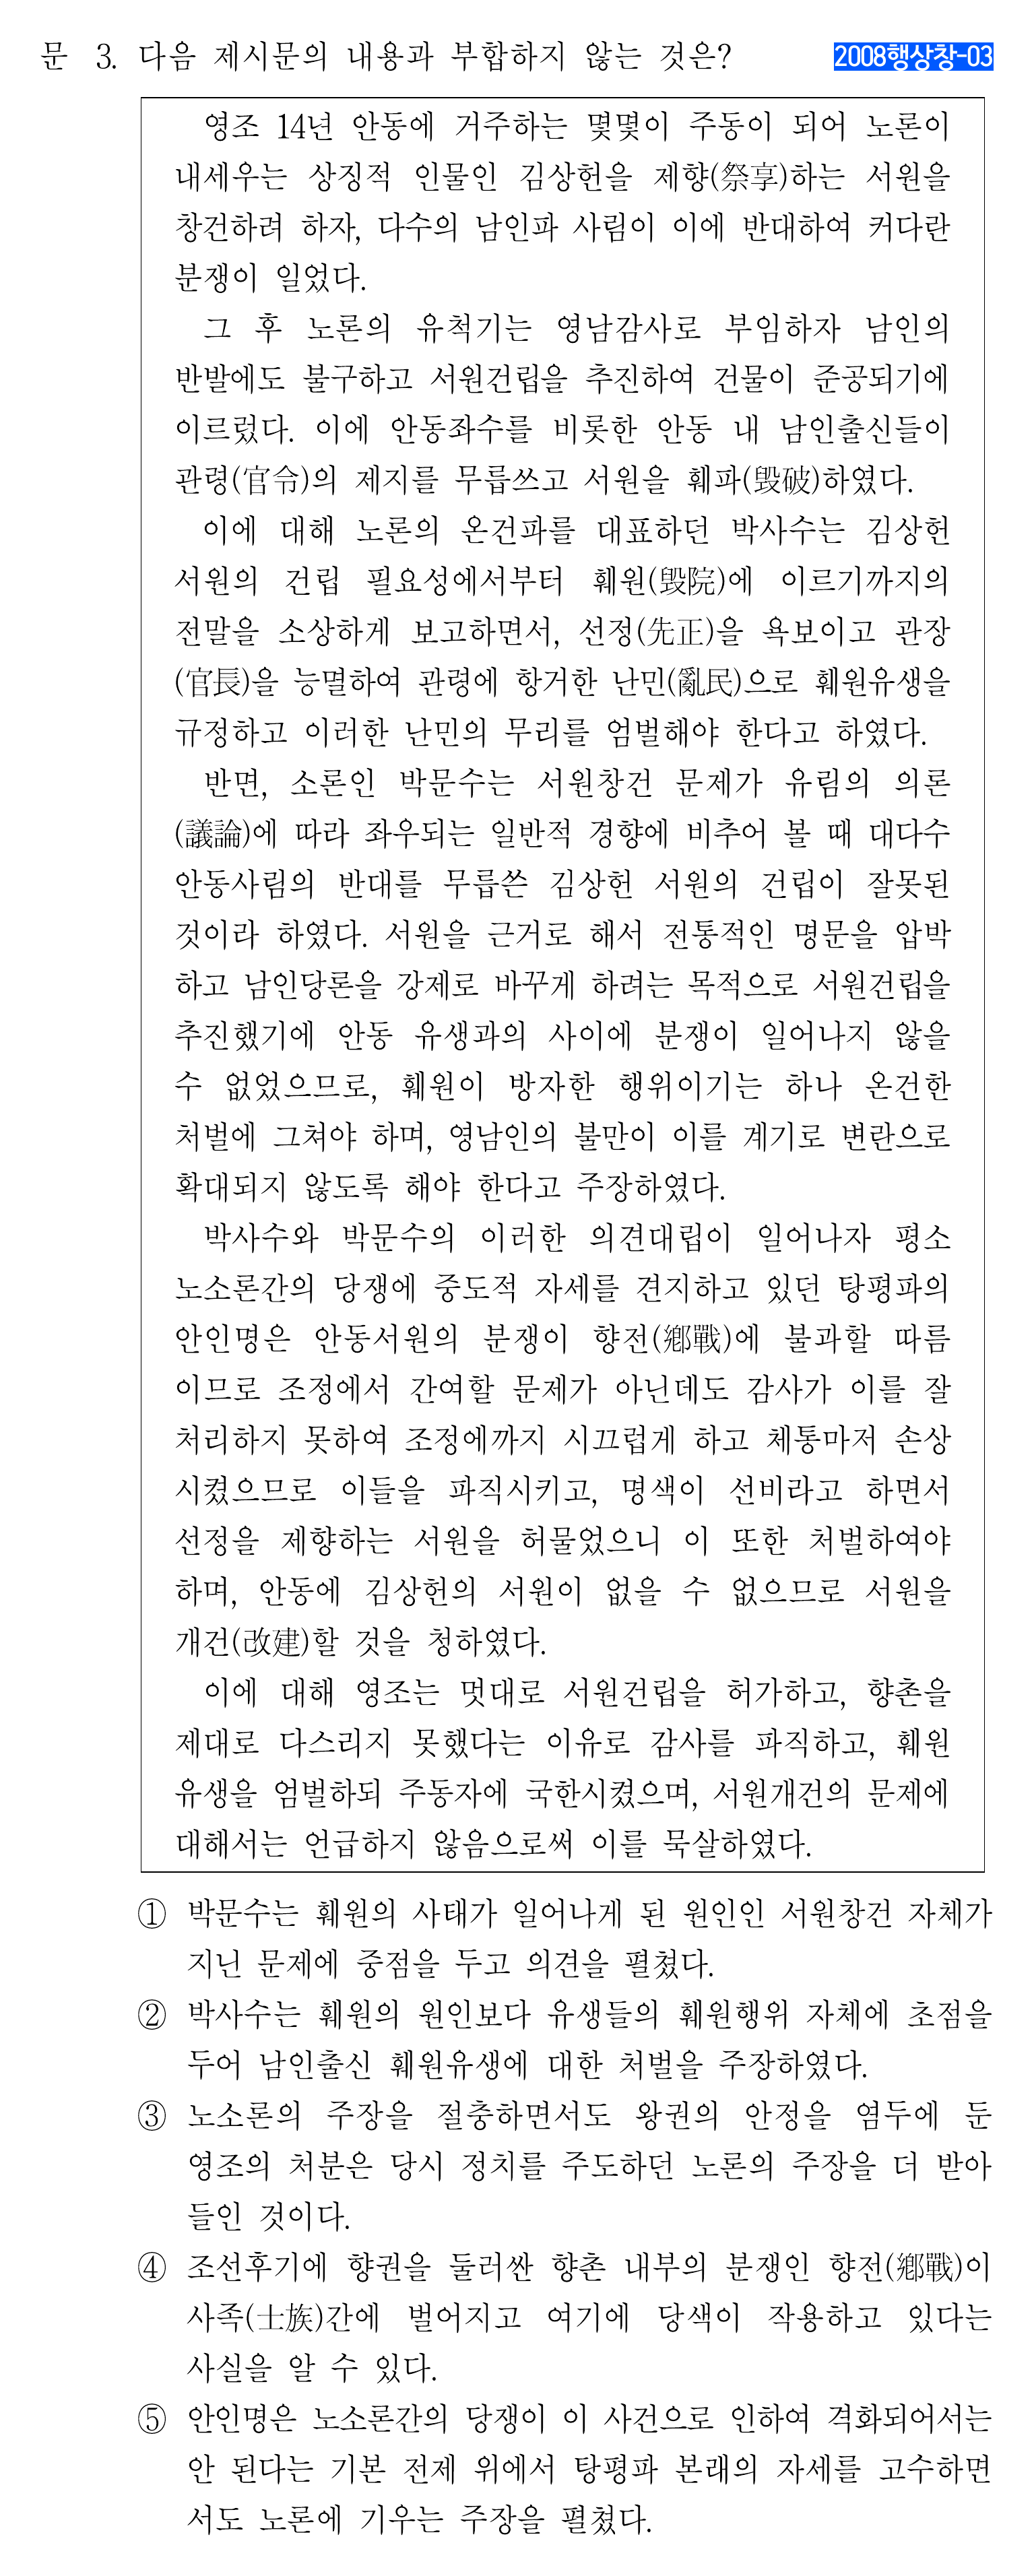 문 3. 다음 제시문의 내용과 부합하지 않는 것은?
2008행상창-03
영조 14년 안동에 거주하는 몇몇이 주동이 되어 노론이
내세우는 상징적 인물인 김상헌을 제향(祭享)하는 서원을
창건하려 하자, 다수의 남인파 사림이 이에 반대하여 커다란
분쟁이 일었다.
그 후 노론의 유척기는 영남감사로 부임하자 남인의
반발에도 불구하고 서원건립을 추진하여 건물이 준공되기에
이르렀다. 이에 안동좌수를 비롯한 안동 내 남인출신들이
관령(官令)의 제지를 무릅쓰고 서원을 훼파(毁破)하였다.
이에 대해 노론의 온건파를 대표하던 박사수는 김상헌
서원의 건립 필요성에서부터 훼원(毁院)에 이르기까지의
전말을 소상하게 보고하면서, 선정(先正)을 욕보이고 관장
(官長)을 능멸하여 관령에 항거한 난민(亂民)으로 훼원유생을
규정하고 이러한 난민의 무리를 엄벌해야 한다고 하였다.
반면, 소론인 박문수는 서원창건 문제가 유림의 의론
(議論)에 따라 좌우되는 일반적 경향에 비추어 볼 때 대다수
안동사림의 반대를 무릅쓴 김상헌 서원의 건립이 잘못된
것이라 하였다. 서원을 근거로 해서 전통적인 명문을 압박
하고 남인당론을 강제로 바꾸게 하려는 목적으로 서원건립을
추진했기에 안동 유생과의 사이에 분쟁이 일어나지 않을
수 없었으므로, 훼원이 방자한 행위이기는 하나 온건한
처벌에 그쳐야 하며, 영남인의 불만이 이를 계기로 변란으로
확대되지 않도록 해야 한다고 주장하였다.
박사수와 박문수의 이러한 의견대립이 일어나자 평소
노소론간의 당쟁에 중도적 자세를 견지하고 있던 탕평파의
안인명은 안동서원의 분쟁이 향전(鄕戰)에 불과할 따름
이므로 조정에서 간여할 문제가 아닌데도 감사가 이를 잘
처리하지 못하여 조정에까지 시끄럽게 하고 체통마저 손상
시켰으므로 이들을 파직시키고, 명색이 선비라고 하면서
선정을 제향하는 서원을 허물었으니 이 또한 처벌하여야
하며, 안동에 김상헌의 서원이 없을 수 없으므로 서원을
개건(改建)할 것을 청하였다.
이에 대해 영조는 멋대로 서원건립을 허가하고, 향촌을
제대로 다스리지 못했다는 이유로 감사를 파직하고, 훼원
유생을 엄벌하되 주동자에 국한시켰으며, 서원개건의 문제에
대해서는 언급하지 않음으로써 이를 묵살하였다.
① 박문수는 훼원의 사태가 일어나게 된 원인인 서원창건 자체가
지닌 문제에 중점을 두고 의견을 펼쳤다.
② 박사수는 훼원의 원인보다 유생들의 훼원행위 자체에 초점을
두어 남인출신 훼원유생에 대한 처벌을 주장하였다.
③ 노소론의 주장을 절충하면서도 왕권의 안정을 염두에 둔
영조의 처분은 당시 정치를 주도하던 노론의 주장을 더 받아
들인 것이다.
④ 조선후기에 향권을 둘러싼 향촌 내부의 분쟁인 향전(鄕戰)이
사족(士族)간에 벌어지고 여기에 당색이 작용하고 있다는
사실을 알 수 있다.
⑤ 안인명은 노소론간의 당쟁이 이 사건으로 인하여 격화되어서는
안 된다는 기본 전제 위에서 탕평파 본래의 자세를 고수하면
서도 노론에 기우는 주장을 펼쳤다.